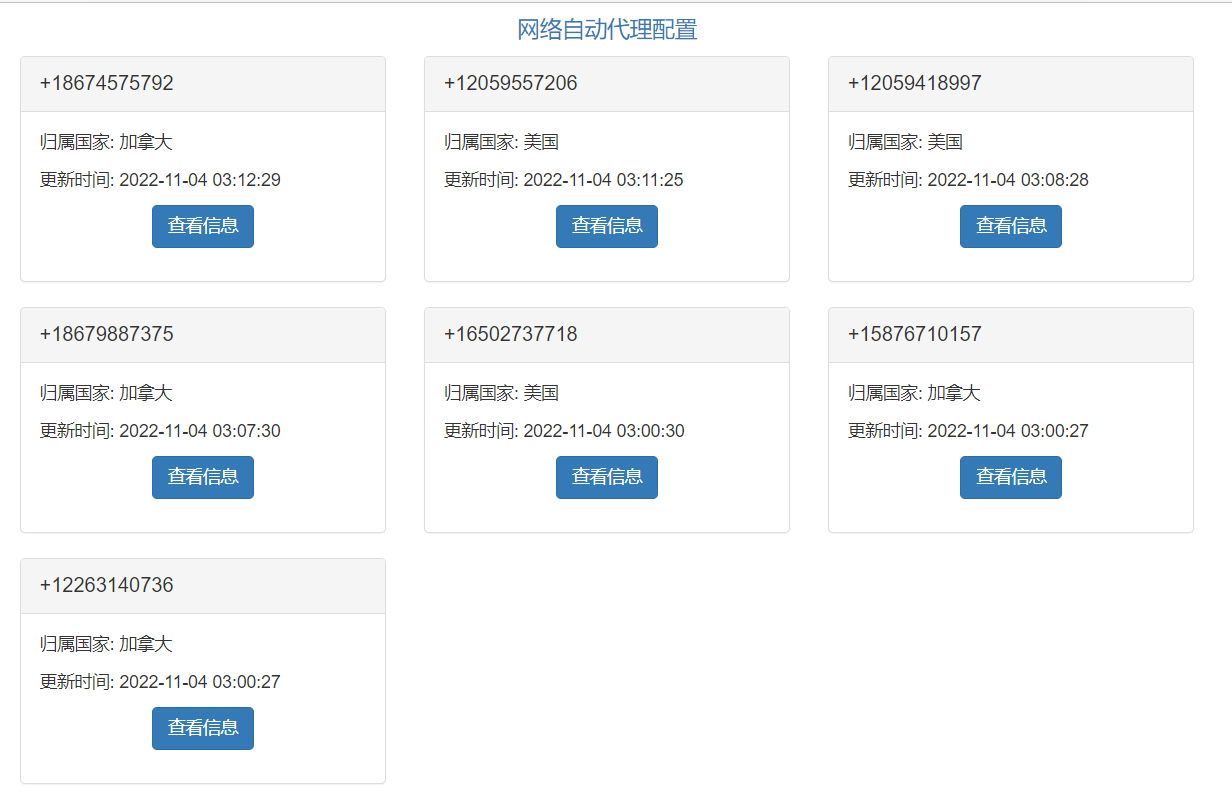 网络自动代理配置
+18674575792
归属国家: 加拿大
更新时间: 2022-11-04 03:12:29
查看信息
+12059557206
归属国家: 美国
更新时间: 2022-11-04 03:11:25
查看信息
+12059418997
归属国家: 美国
更新时间: 2022-11-04 03:08:28
查看信息
+18679887375
归属国家: 加拿大
更新时间: 2022-11-04 03:07:30
查看信息
+16502737718
归属国家: 美国
更新时间: 2022-11-04 03:00:30
查看信息
+15876710157
归属国家: 加拿大
更新时间: 2022-11-04 03:00:27
查看信息
+12263140736
归属国家: 加拿大
更新时间: 2022-11-04 03:00:27
查看信息